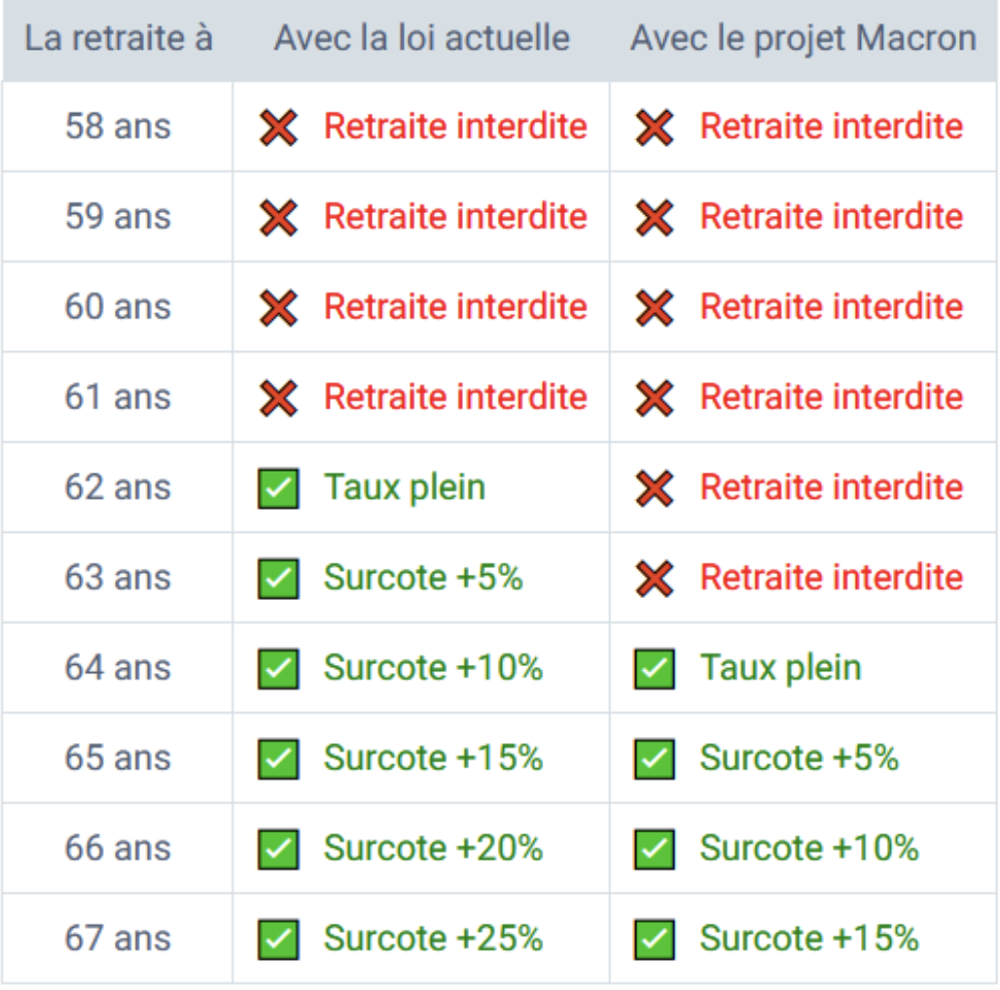 La retraite à Avec la loi actuelle Avec le projet Macron
58 ans ❌ Retraite interdite ❌ Retraite interdite
59 ans ❌ Retraite interdite ❌ Retraite interdite
60 ans ❌ Retraite interdite ❌ Retraite interdite
61 ans ❌ Retraite interdite ❌ Retraite interdite
62 ans ✅ Taux plein ❌ Retraite interdite
63 ans ✅ Surcote +5% ❌ Retraite interdite
64 ans ✅ Surcote +10% ✅ Taux plein
65 ans ✅ Surcote +15% ✅ Surcote +5%
66 ans ✅ Surcote +20% ✅ Surcote +10%
67 ans ✅ Surcote +25% ✅ Surcote +15%